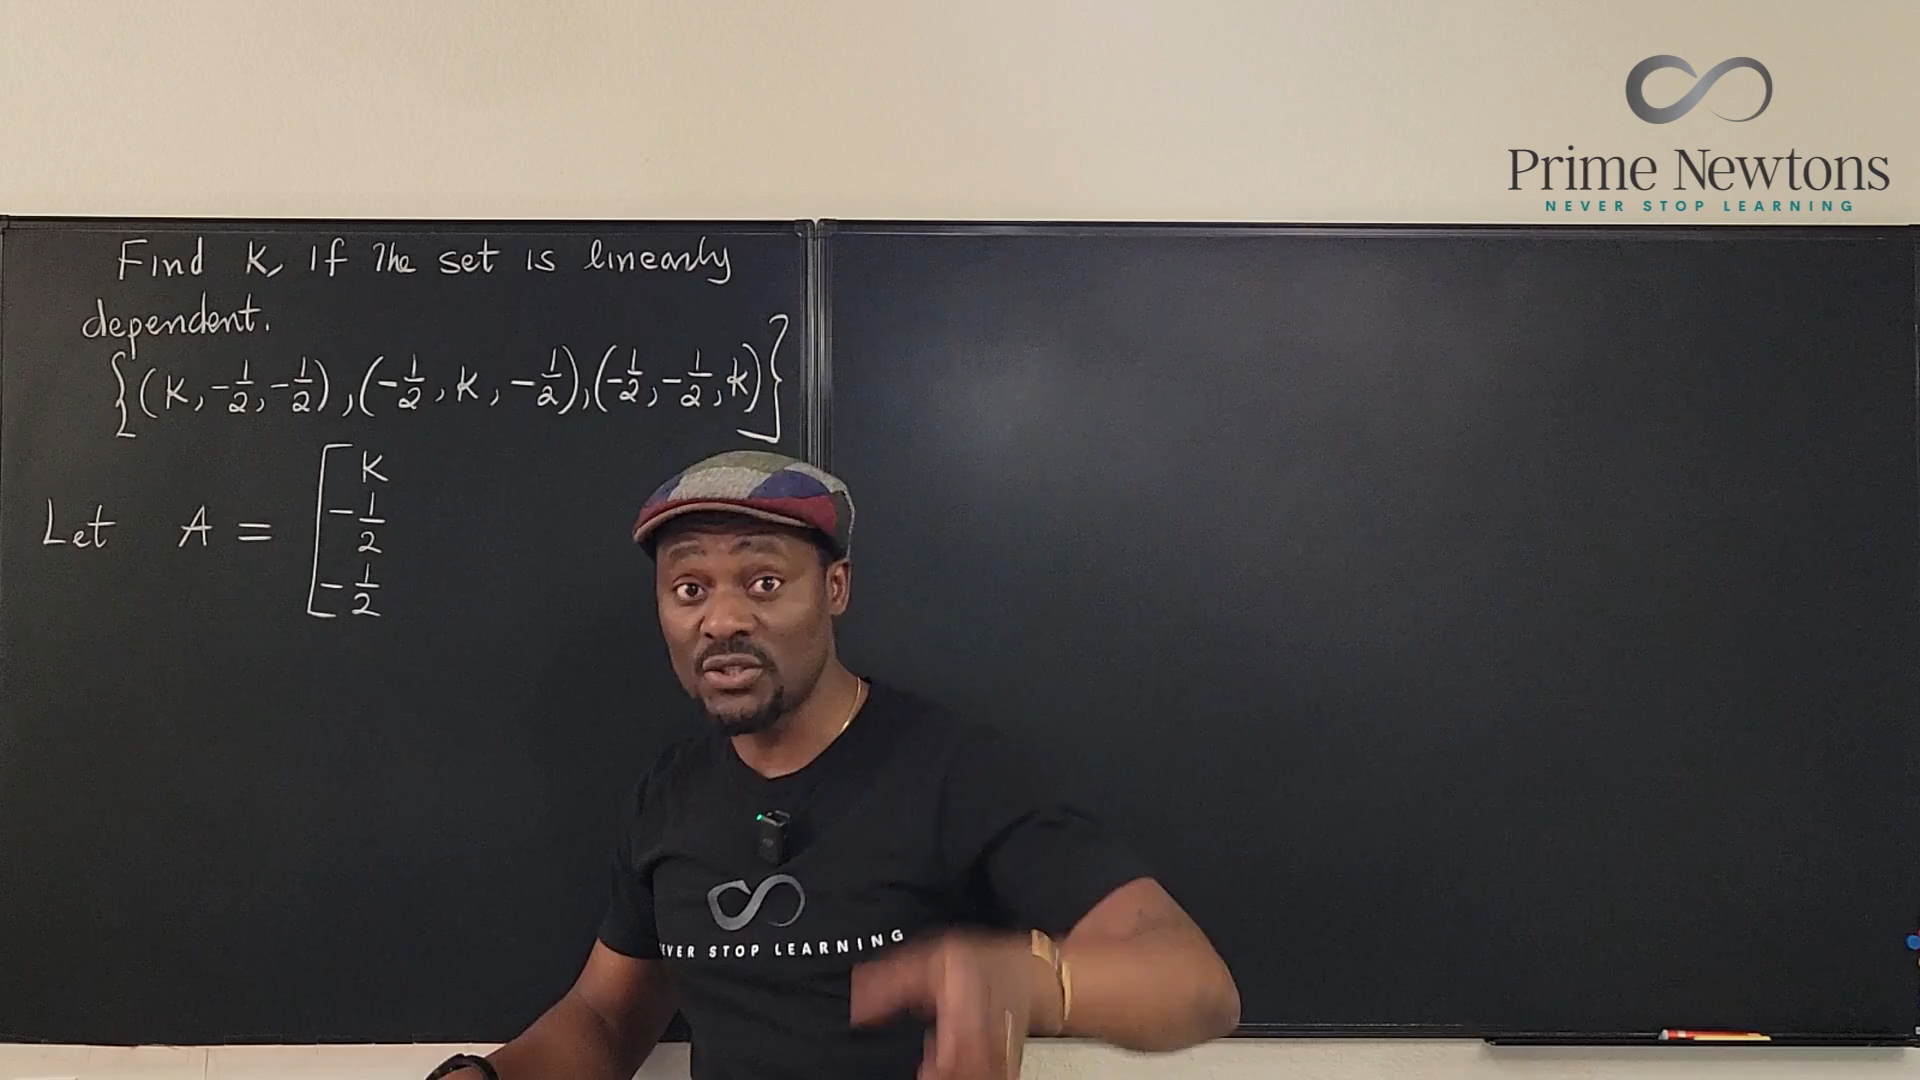 Prime Newtons
NEVER STOP LEARNING
Find K, If The set is linearly
dependent.
{(K, -1/2, -1/2), (-1/2, K, -1/2), (-1/2, -1/2, K)}
Let A = [K
-1/2
-1/2
EVER STOP LEARNING